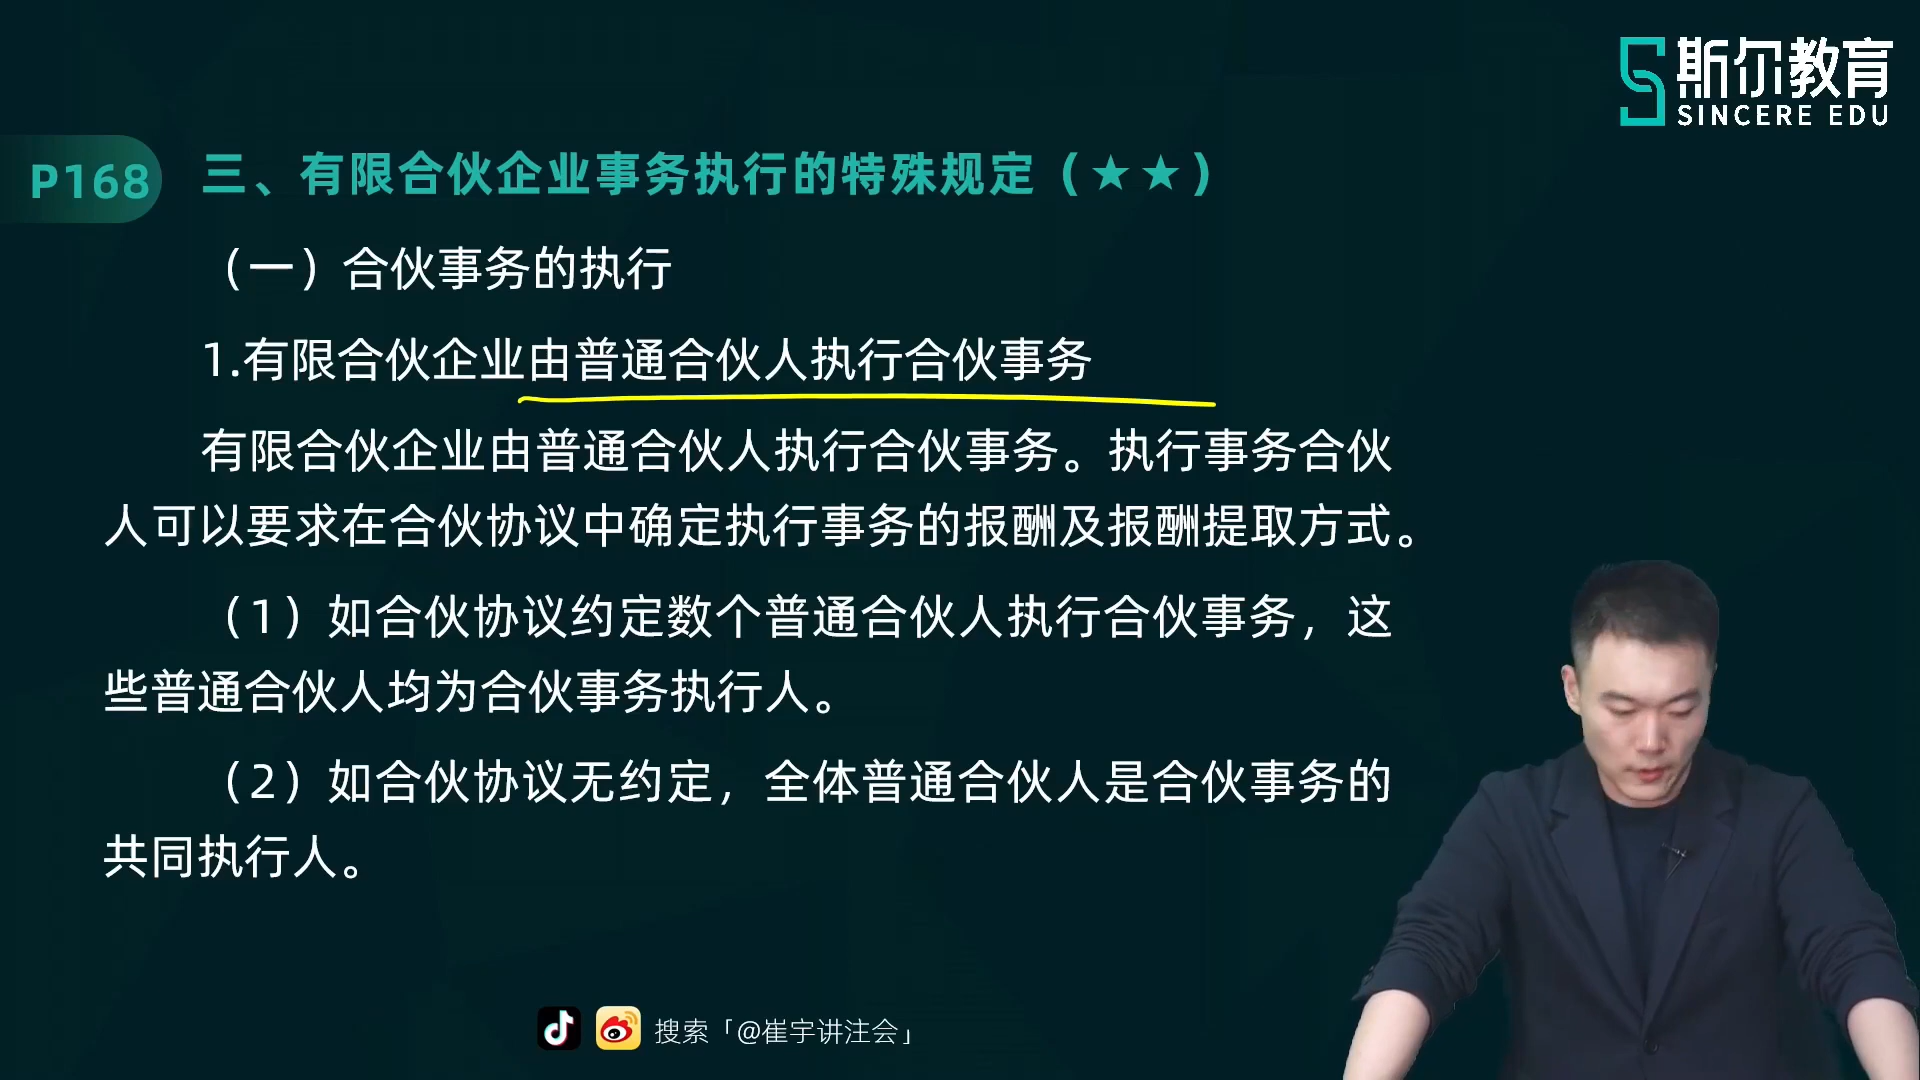 斯尔教育
SINCERE EDU
P168
三、有限合伙企业事务执行的特殊规定（★★）
（一）合伙事务的执行
1.有限合伙企业由普通合伙人执行合伙事务
有限合伙企业由普通合伙人执行合伙事务。执行事务合伙
人可以要求在合伙协议中确定执行事务的报酬及报酬提取方式。
（1）如合伙协议约定数个普通合伙人执行合伙事务，这
些普通合伙人均为合伙事务执行人。
（2）如合伙协议无约定，全体普通合伙人是合伙事务的
共同执行人。
搜索「@崔宇讲注会」